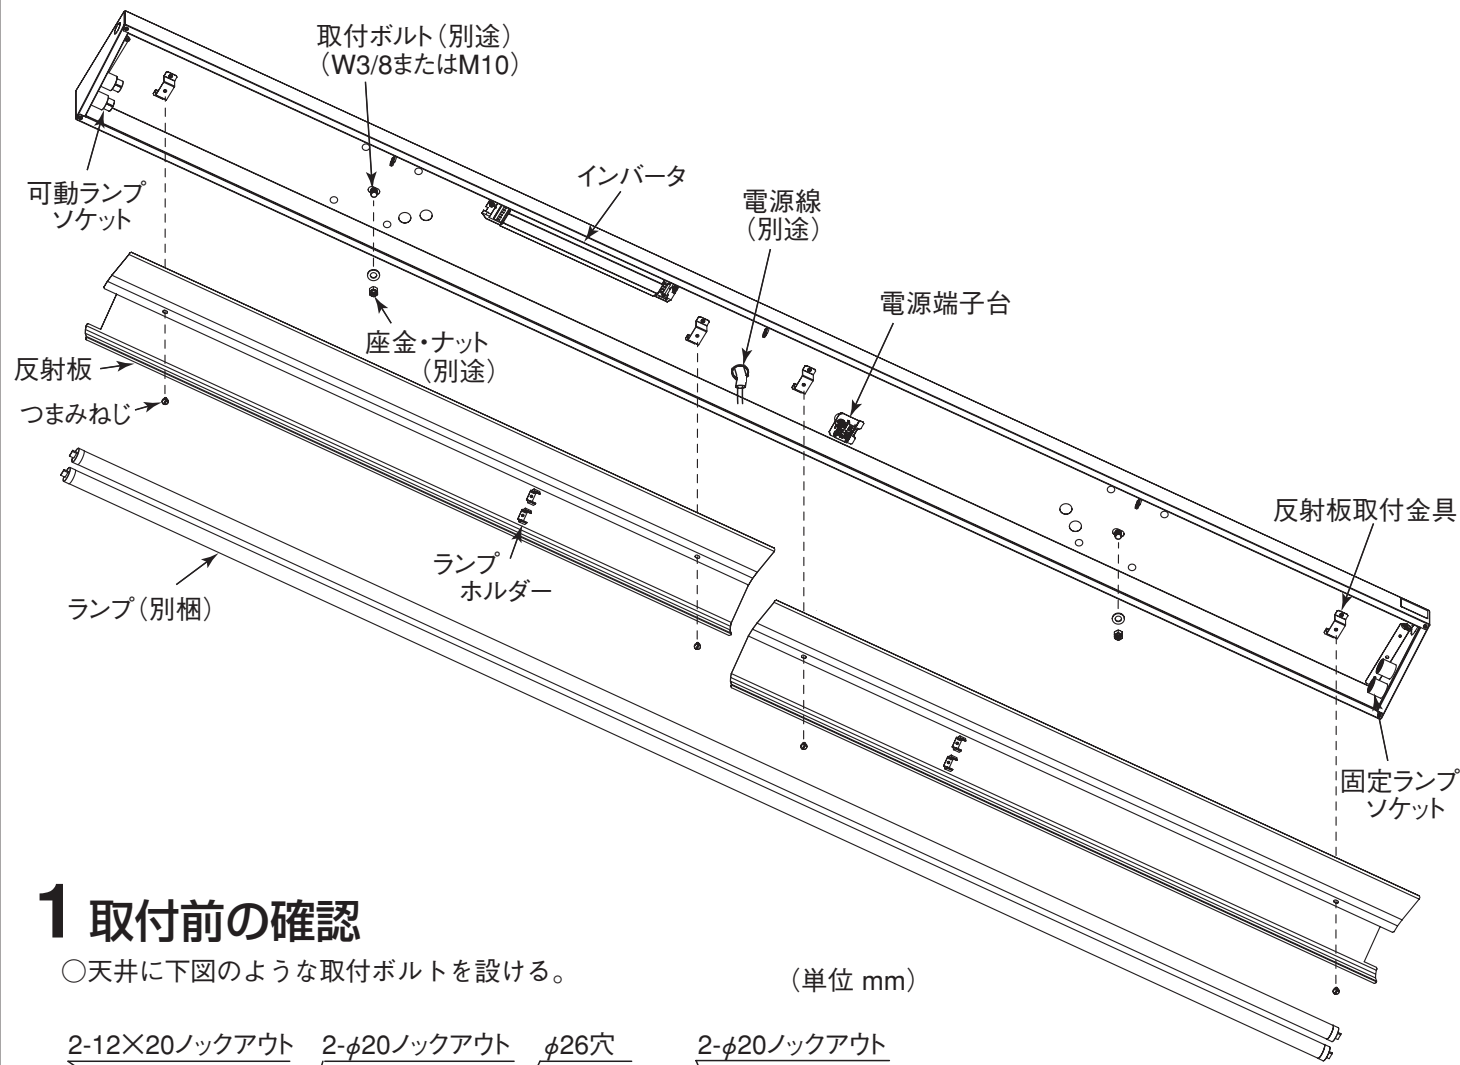 取付ボルト（別途）
（W3/8またはM10）
可動ランプ
ソケット
インバータ
電源線
（別途）
電源端子台
座金・ナット
（別途）
反射板
つまみねじ
ランプ
ホルダー
ランプ（別梱）
反射板取付金具
固定ランプ
ソケット
1 取付前の確認
○天井に下図のような取付ボルトを設ける。
（単位 mm）
2-12×20ノックアウト
2-φ20ノックアウト
φ26穴
2-φ20ノックアウト